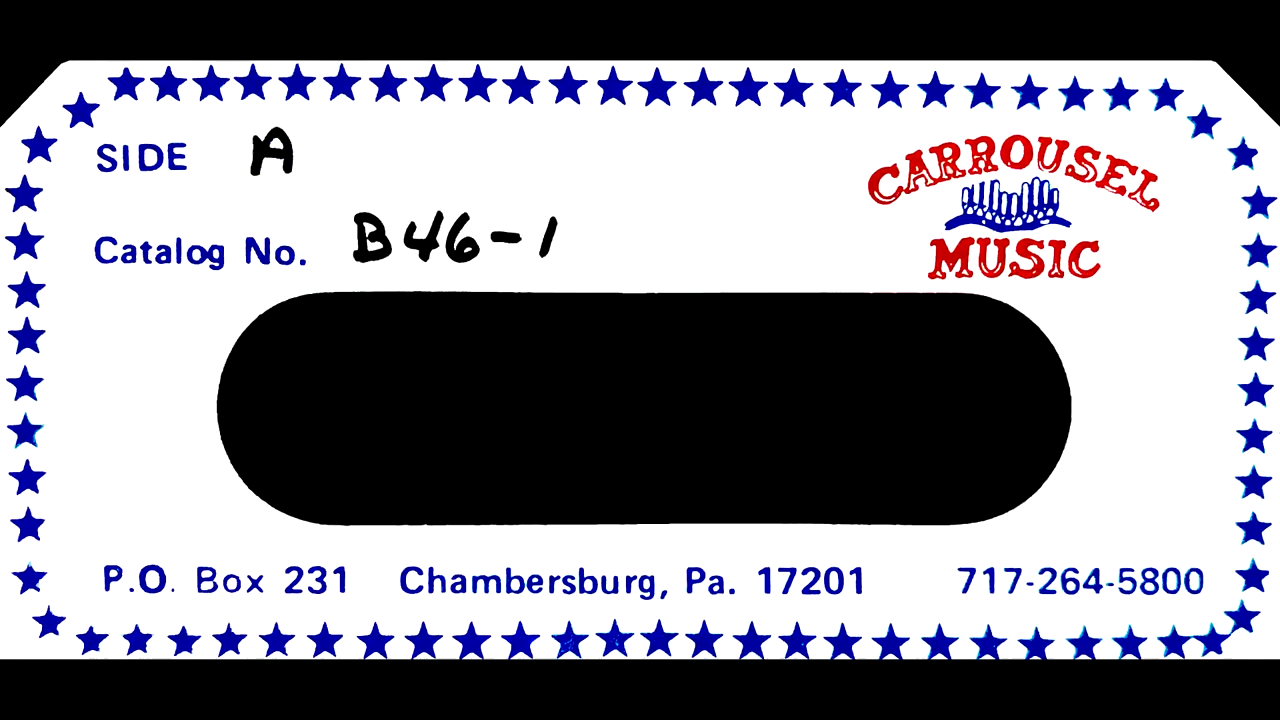 SIDE A
CARROUSEL
MUSIC
Catalog No. B46-1
P.O. Box 231 Chambersburg, Pa. 17201 717-264-5800